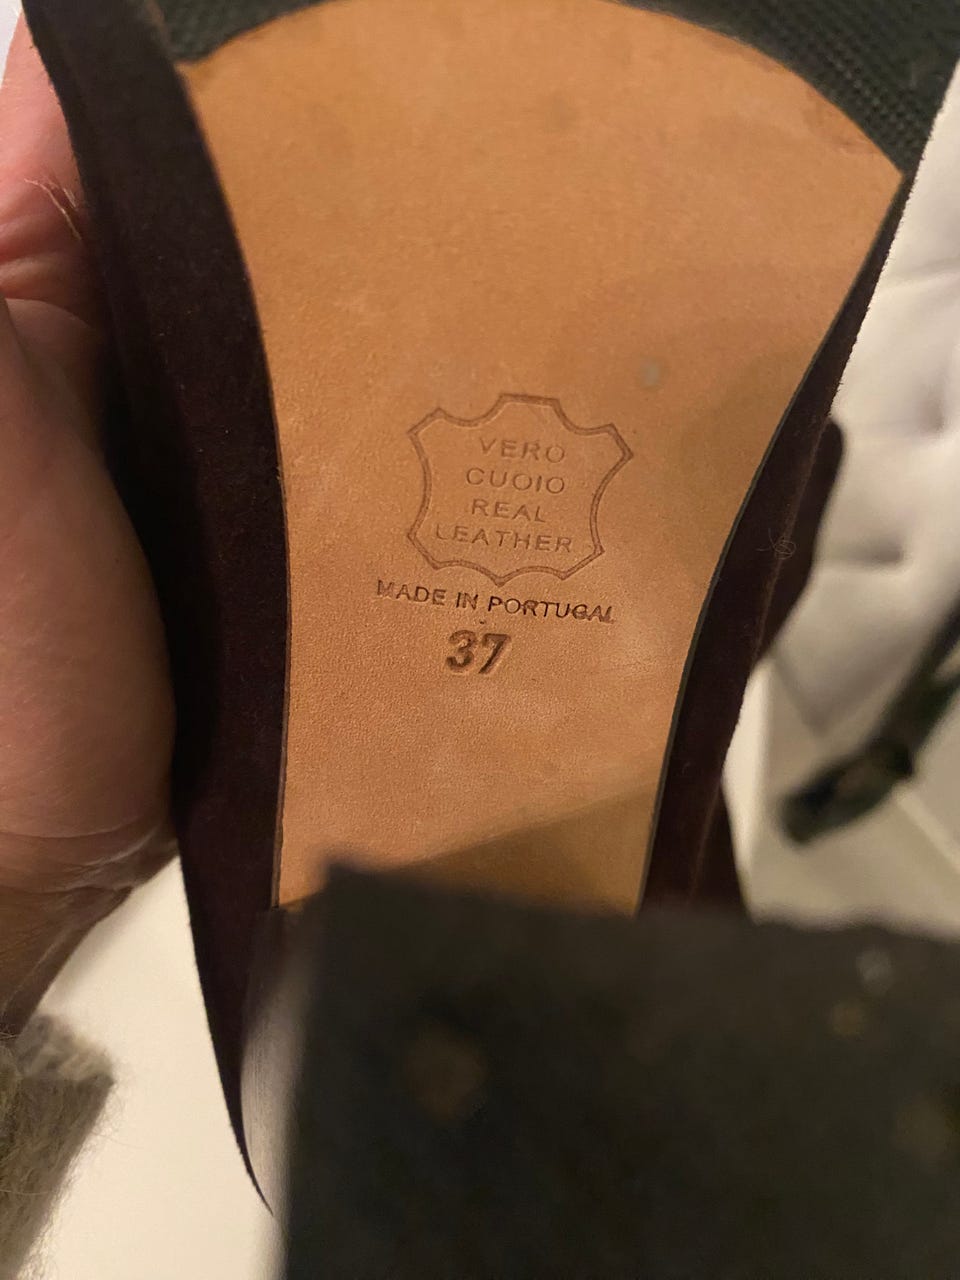 VERO
CUOIO
REAL
LEATHER
MADE IN PORTUGAL
37